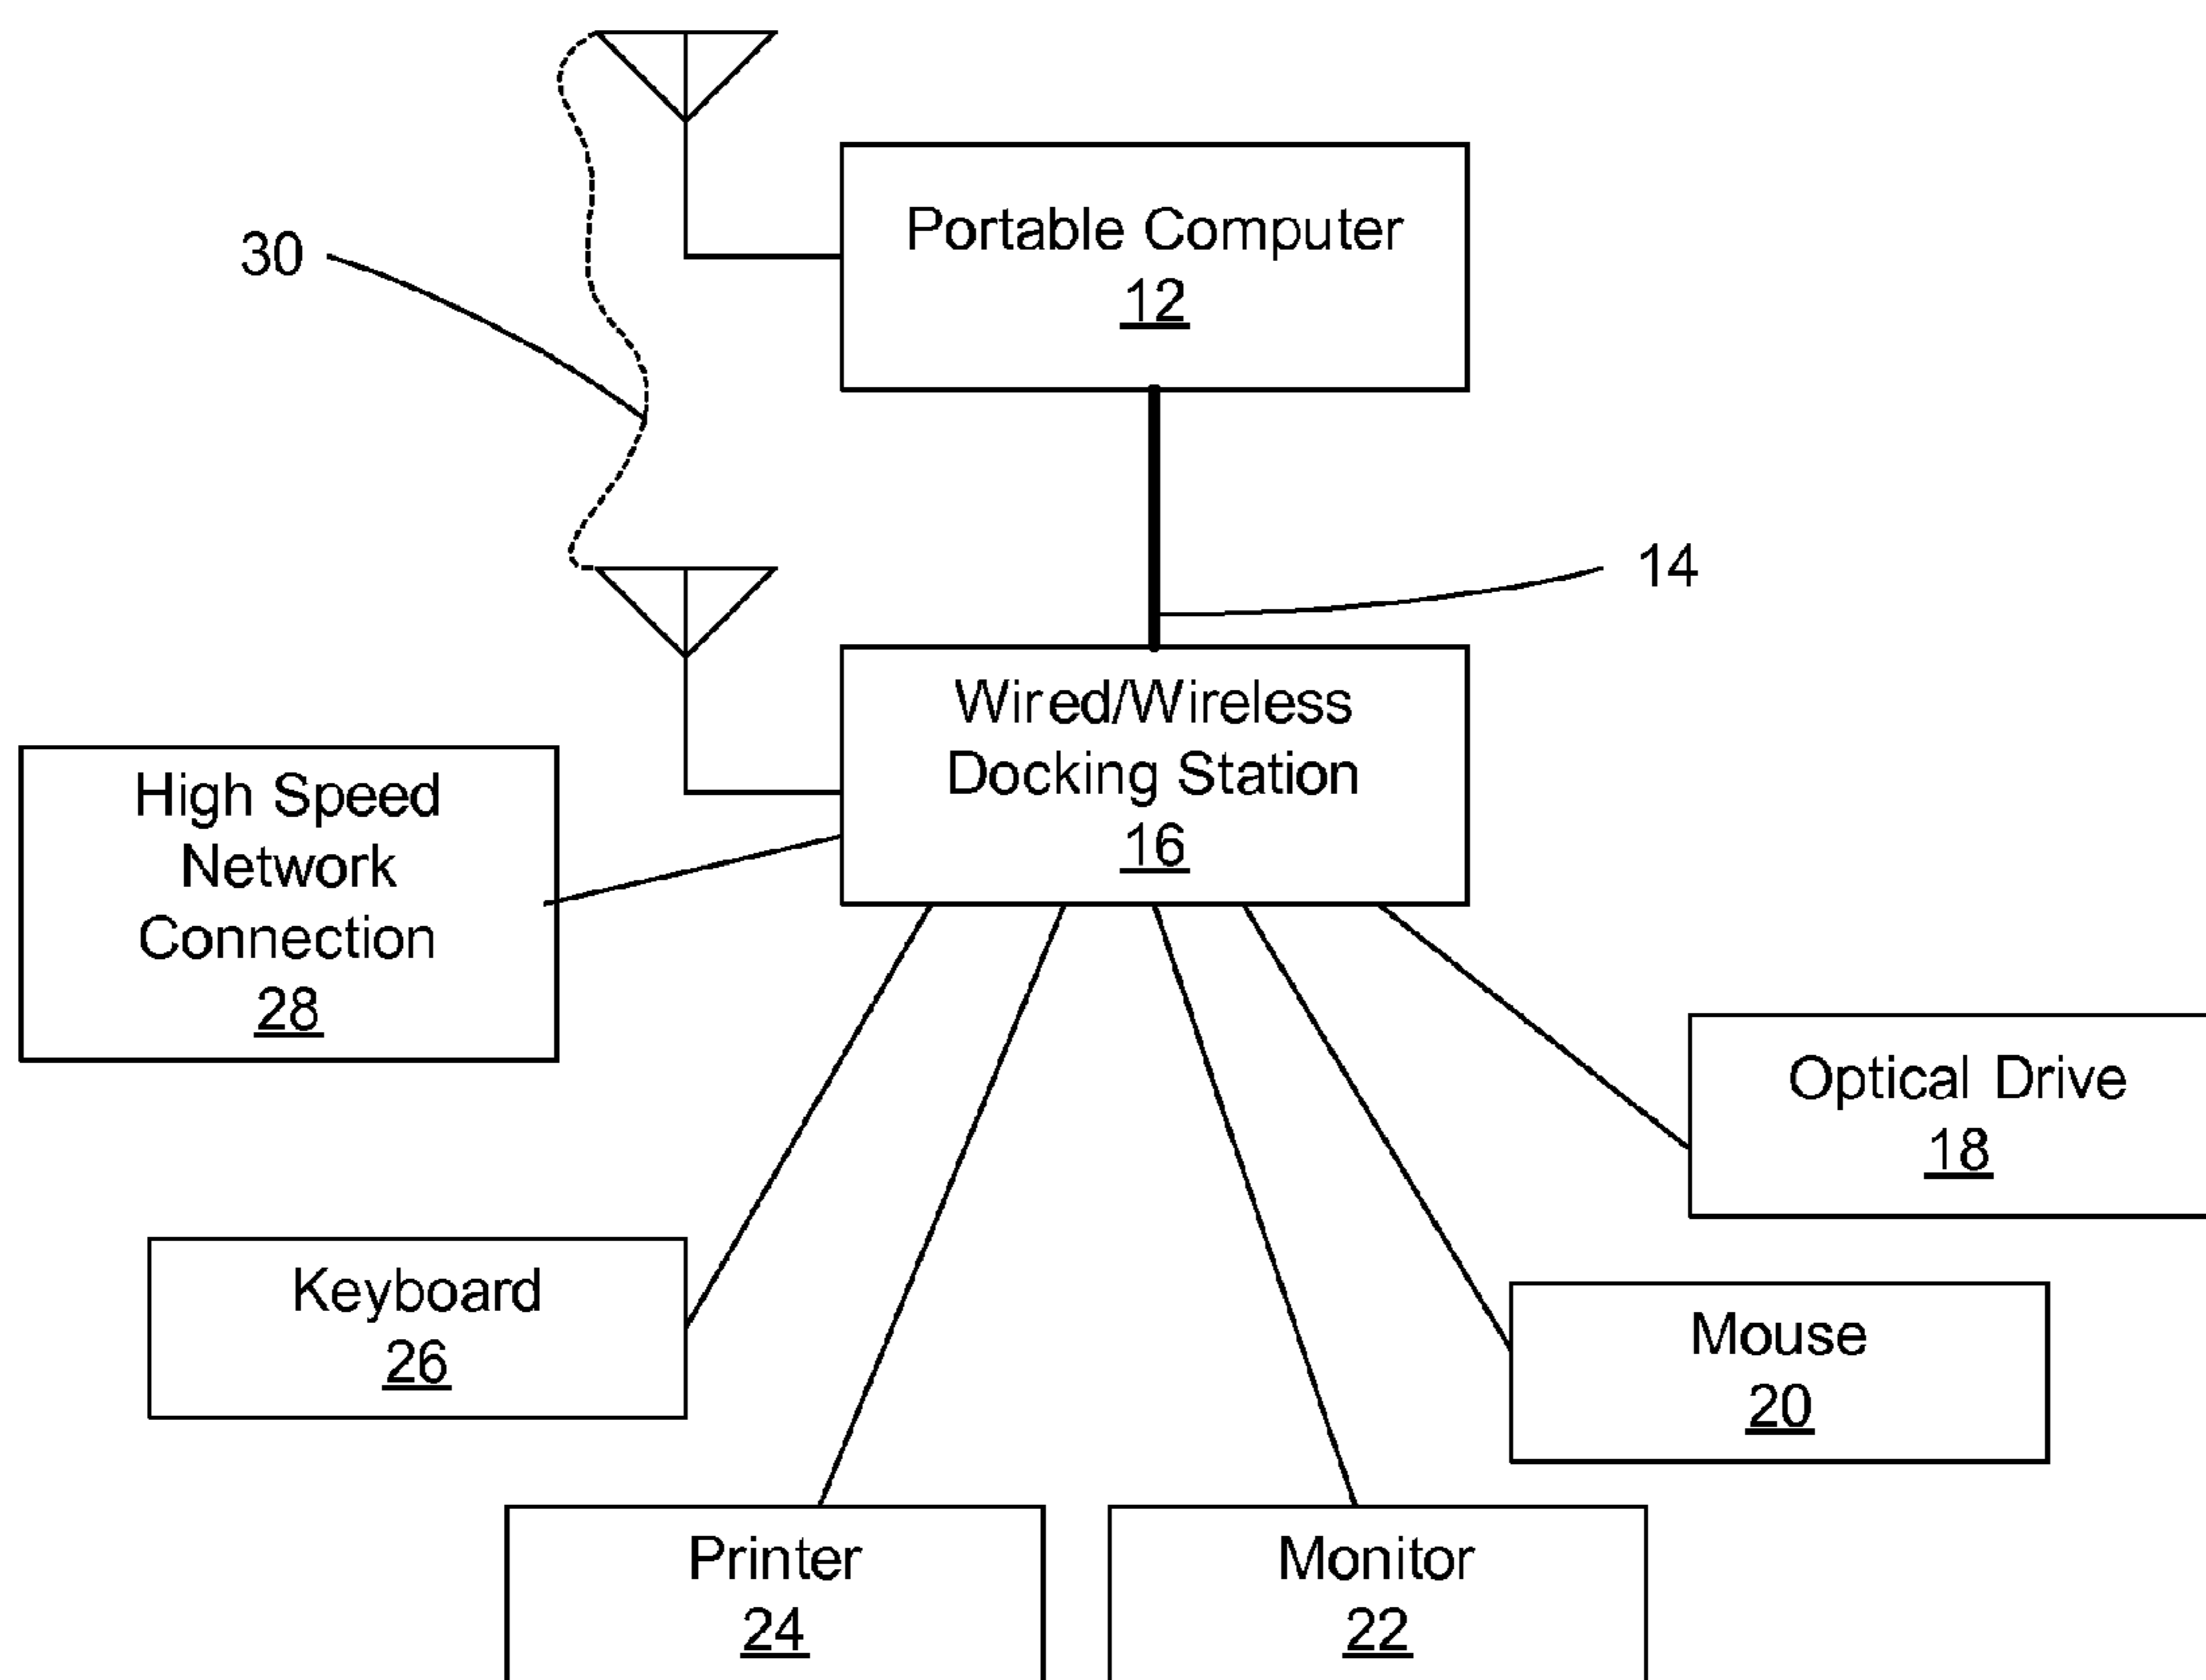 30
Portable Computer
12
14
Wired/Wireless
Docking Station
16
High Speed
Network
Connection
28
Optical Drive
18
Keyboard
26
Mouse
20
Printer
24
Monitor
22